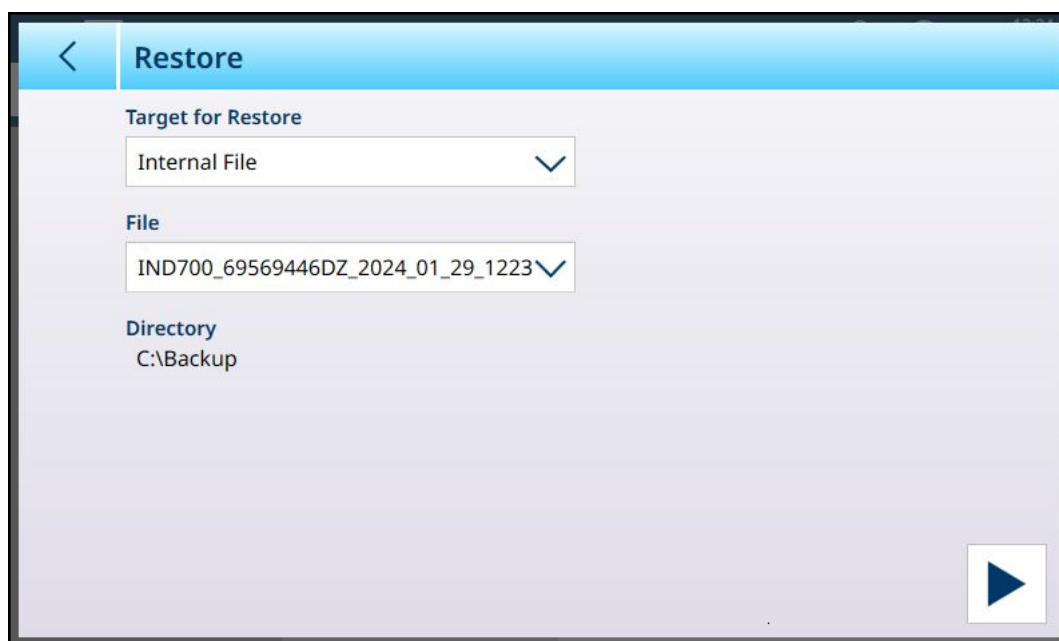 Restore
Target for Restore
Internal File
File
IND700_69569446DZ_2024_01_29_1223
Directory
C:\Backup